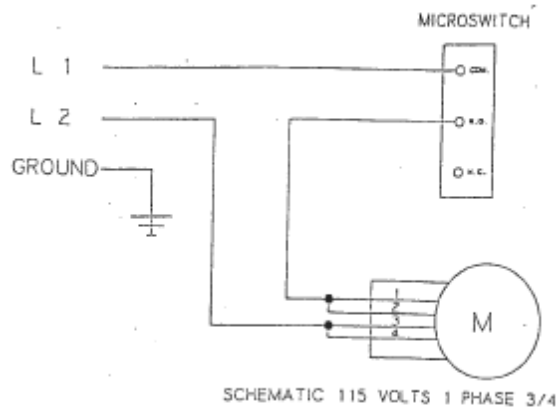 MICROSWITCH
L 1
COM.
L 2
N.O.
GROUND
N.C.
1
2
3
4
M
SCHEMATIC 115 VOLTS 1 PHASE 3/4